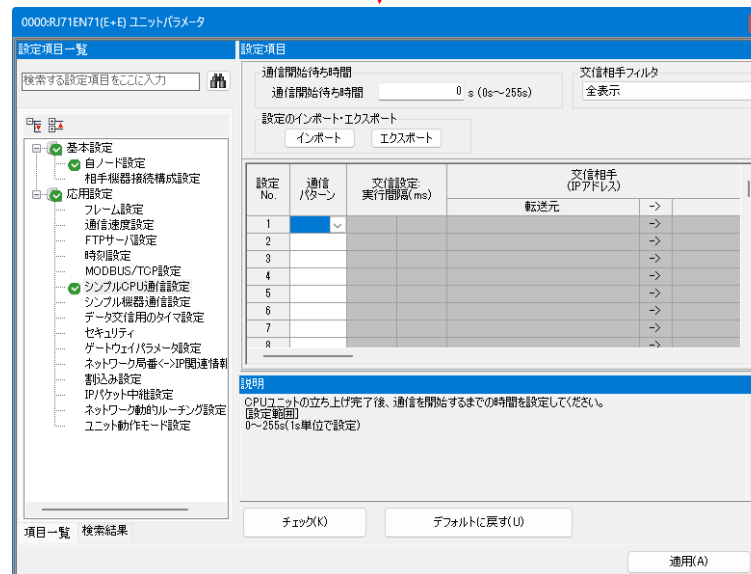 0000:RJ71EN71(E+E) ユニットパラメータ
設定項目一覧
検索する設定項目をここに入力
基本設定
自ノード設定
相手機器接続構成設定
応用設定
フレーム設定
通信速度設定
FTPサーバ設定
時刻設定
MODBUS/TCP設定
シンプルCPU通信設定
シンプル機器通信設定
データ交信用のタイマ設定
セキュリティ
ゲートウェイパラメータ設定
ネットワーク局番<->IP関連情報
割込み設定
IPパケット中継設定
ネットワーク動的ルーチング設定
ユニット動作モード設定
項目一覧 検索結果
設定項目
通信開始待ち時間
通信開始待ち時間 0 s (0s～255s)
交信相手フィルタ
全表示
設定のインポート・エクスポート
インポート エクスポート
設定No. 通信パターン 交信設定:実行間隔(ms) 交信相手(IPアドレス)
転送元 ->
1 ->
2 ->
3 ->
4 ->
5 ->
6 ->
7 ->
8 ->
説明
CPUユニットの立ち上げ完了後、通信を開始するまでの時間を設定してください。
[設定範囲]
0～255s(1s単位で設定)
チェック(K) デフォルトに戻す(U)
適用(A)